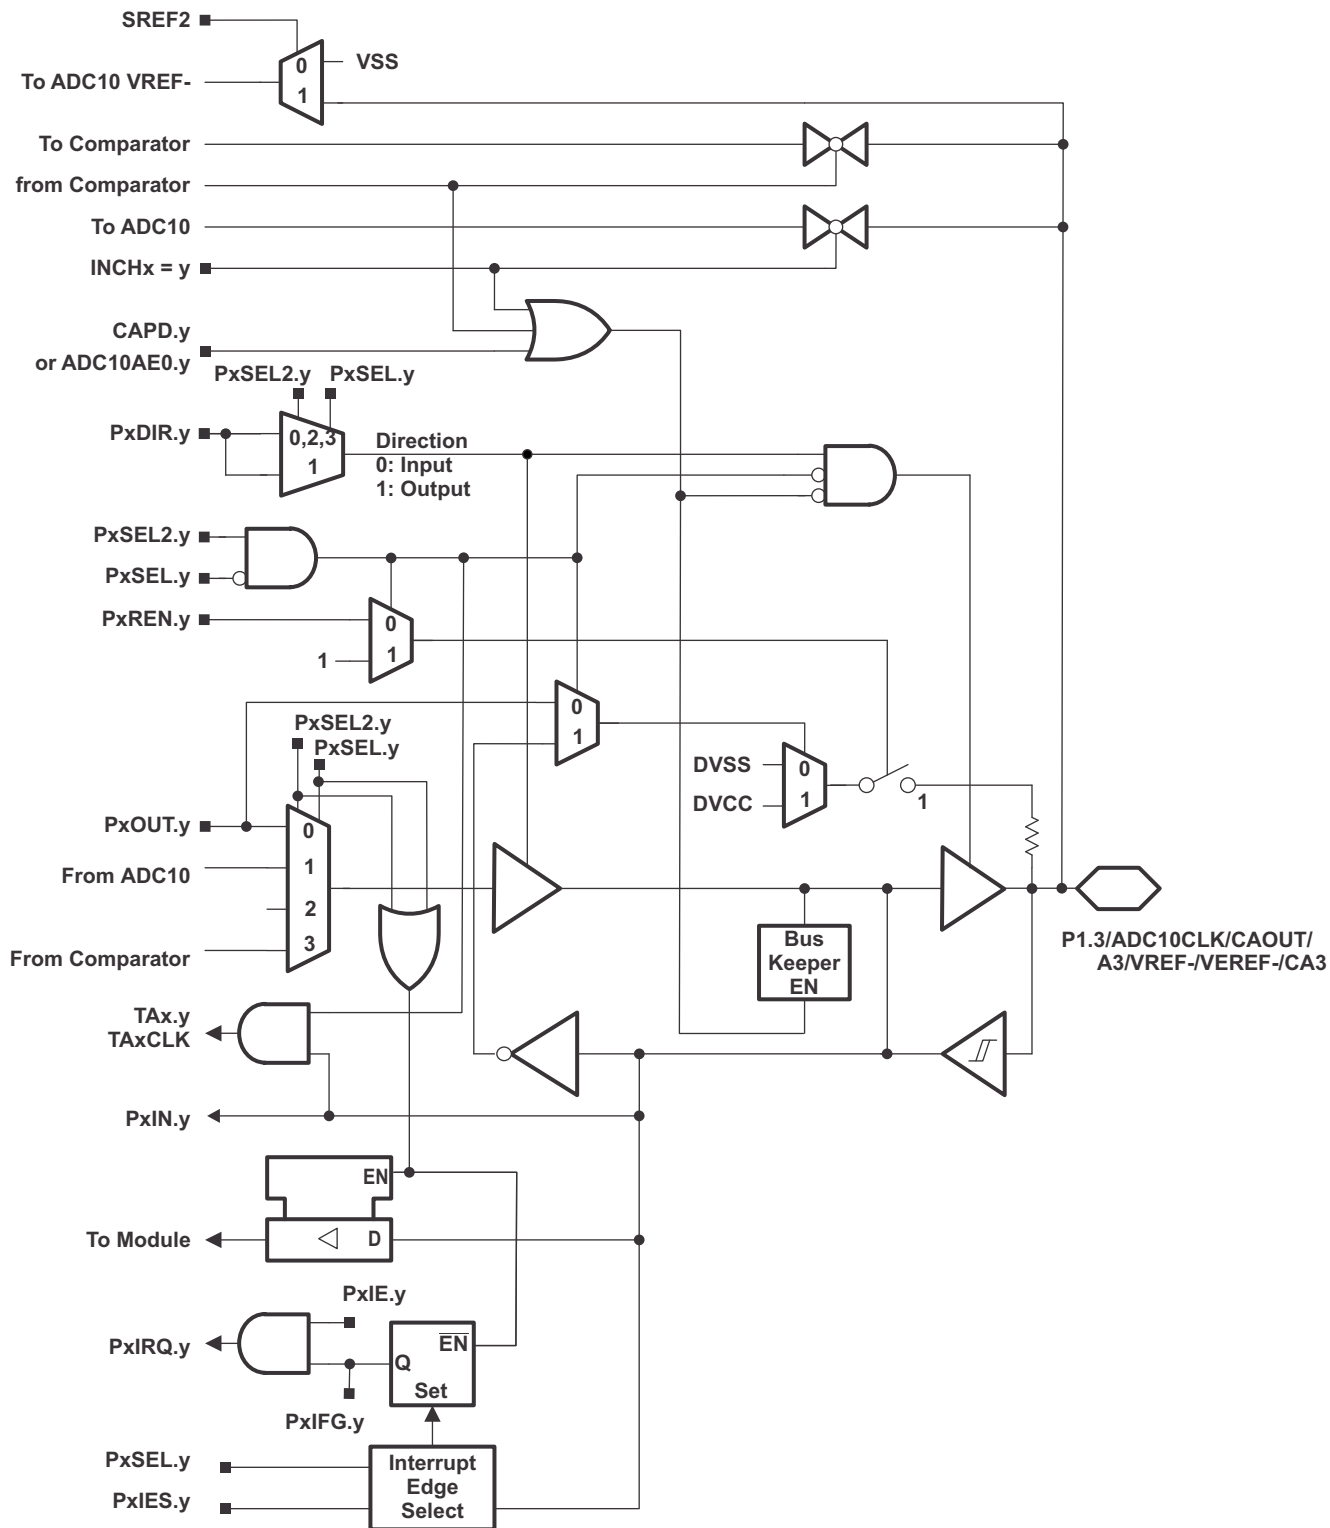 SREF2
0
VSS
To ADC10 VREF-
1
To Comparator
from Comparator
To ADC10
INCHx = y
CAPD.y
or ADC10AE0.y
PxSEL2.y
PxSEL.y
PxDIR.y
0,2,3
1
Direction
0: Input
1: Output
PxSEL2.y
PxSEL.y
PxREN.y
0
1
1
0
1
PxSEL2.y
PxSEL.y
DVSS
0
DVCC
1
1
PxOUT.y
0
From ADC10
1
2
From Comparator
3
Bus
Keeper
EN
P1.3/ADC10CLK/CAOUT/
A3/VREF-/VEREF-/CA3
TAx.y
TAxCLK
PxIN.y
EN
To Module
D
PxIE.y
PxIRQ.y
EN
Q
Set
PxIFG.y
PxSEL.y
PxIES.y
Interrupt
Edge
Select